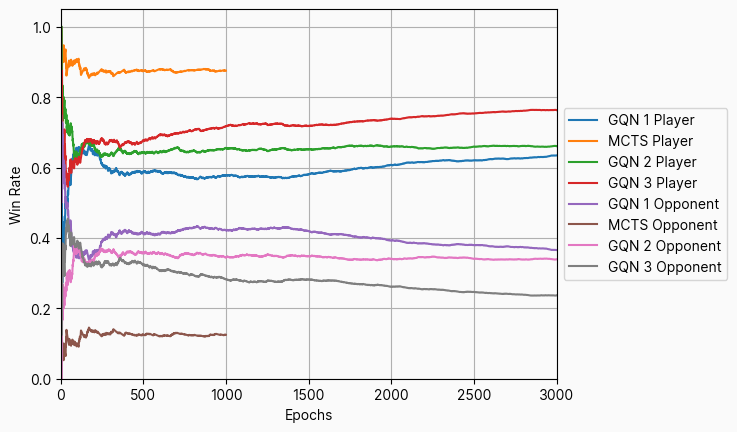 1.0
0.8
0.6
0.4
0.2
0.0
Win Rate
0
500
1000
1500
2000
2500
3000
Epochs
GQN 1 Player
MCTS Player
GQN 2 Player
GQN 3 Player
GQN 1 Opponent
MCTS Opponent
GQN 2 Opponent
GQN 3 Opponent